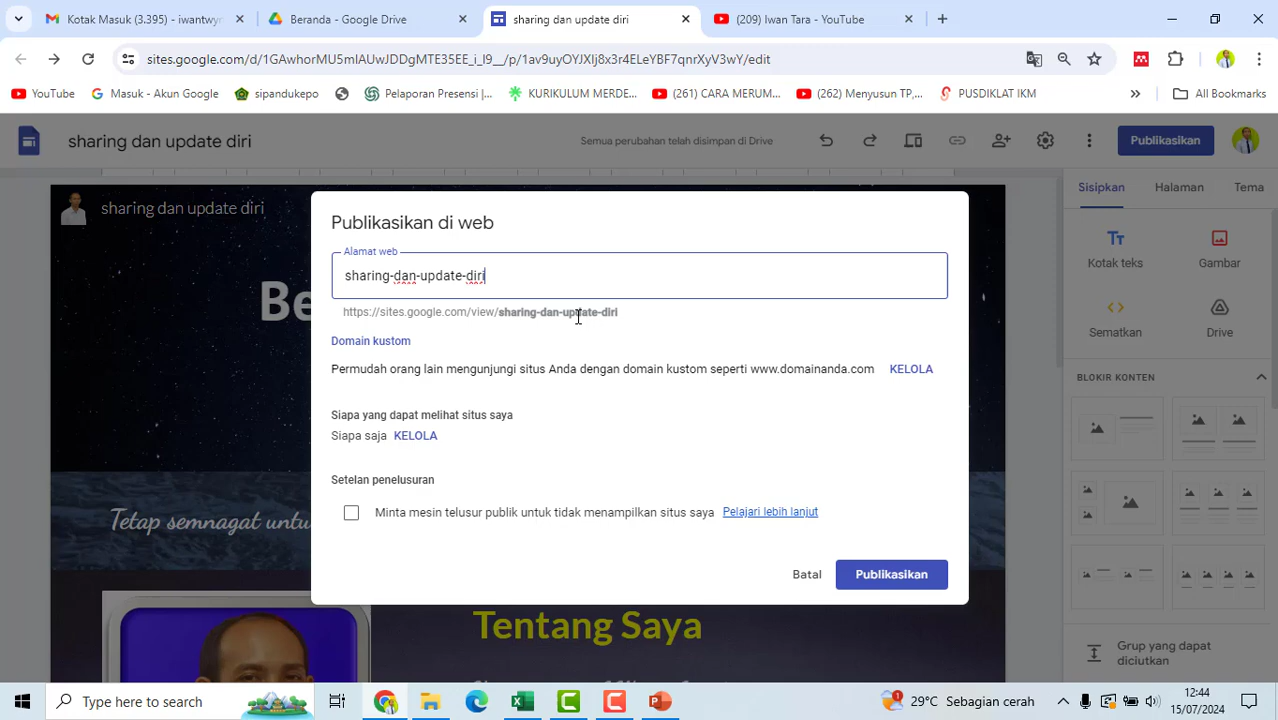 Kotak Masuk (3.395) - iwantwyr
Beranda - Google Drive
sharing dan update diri
(209) Iwan Tara - YouTube
sites.google.com/d/1GAwhorMU5mIAUwJDDgMTE35EE_i_I9__/p/1av9uyOYJXIj8x3r4ELeYBF7qnrXyV3wY/edit
YouTube
Masuk - Akun Google
sipandukepo
Pelaporan Presensi |...
KURIKULUM MERDE...
(261) CARA MERUM...
(262) Menyusun TP,...
PUSDIKLAT IKM
All Bookmarks
sharing dan update diri
Semua perubahan telah disimpan di Drive
Publikasikan
sharing dan update diri
Sisipkan
Halaman
Tema
Publikasikan di web
Alamat web
sharing-dan-update-diri
https://sites.google.com/view/sharing-dan-update-diri
Domain kustom
Permudah orang lain mengunjungi situs Anda dengan domain kustom seperti www.domainanda.com KELOLA
Siapa yang dapat melihat situs saya
Siapa saja KELOLA
Setelan penelusuran
Minta mesin telusur publik untuk tidak menampilkan situs saya Pelajari lebih lanjut
Batal
Publikasikan
Be
Tetap semnagat untu
Tentang Saya
Kotak teks
Gambar
Sematkan
Drive
BLOKIR KONTEN
Grup yang dapat
diciutkan
Type here to search
1
29°C Sebagian cerah
12:44
15/07/2024